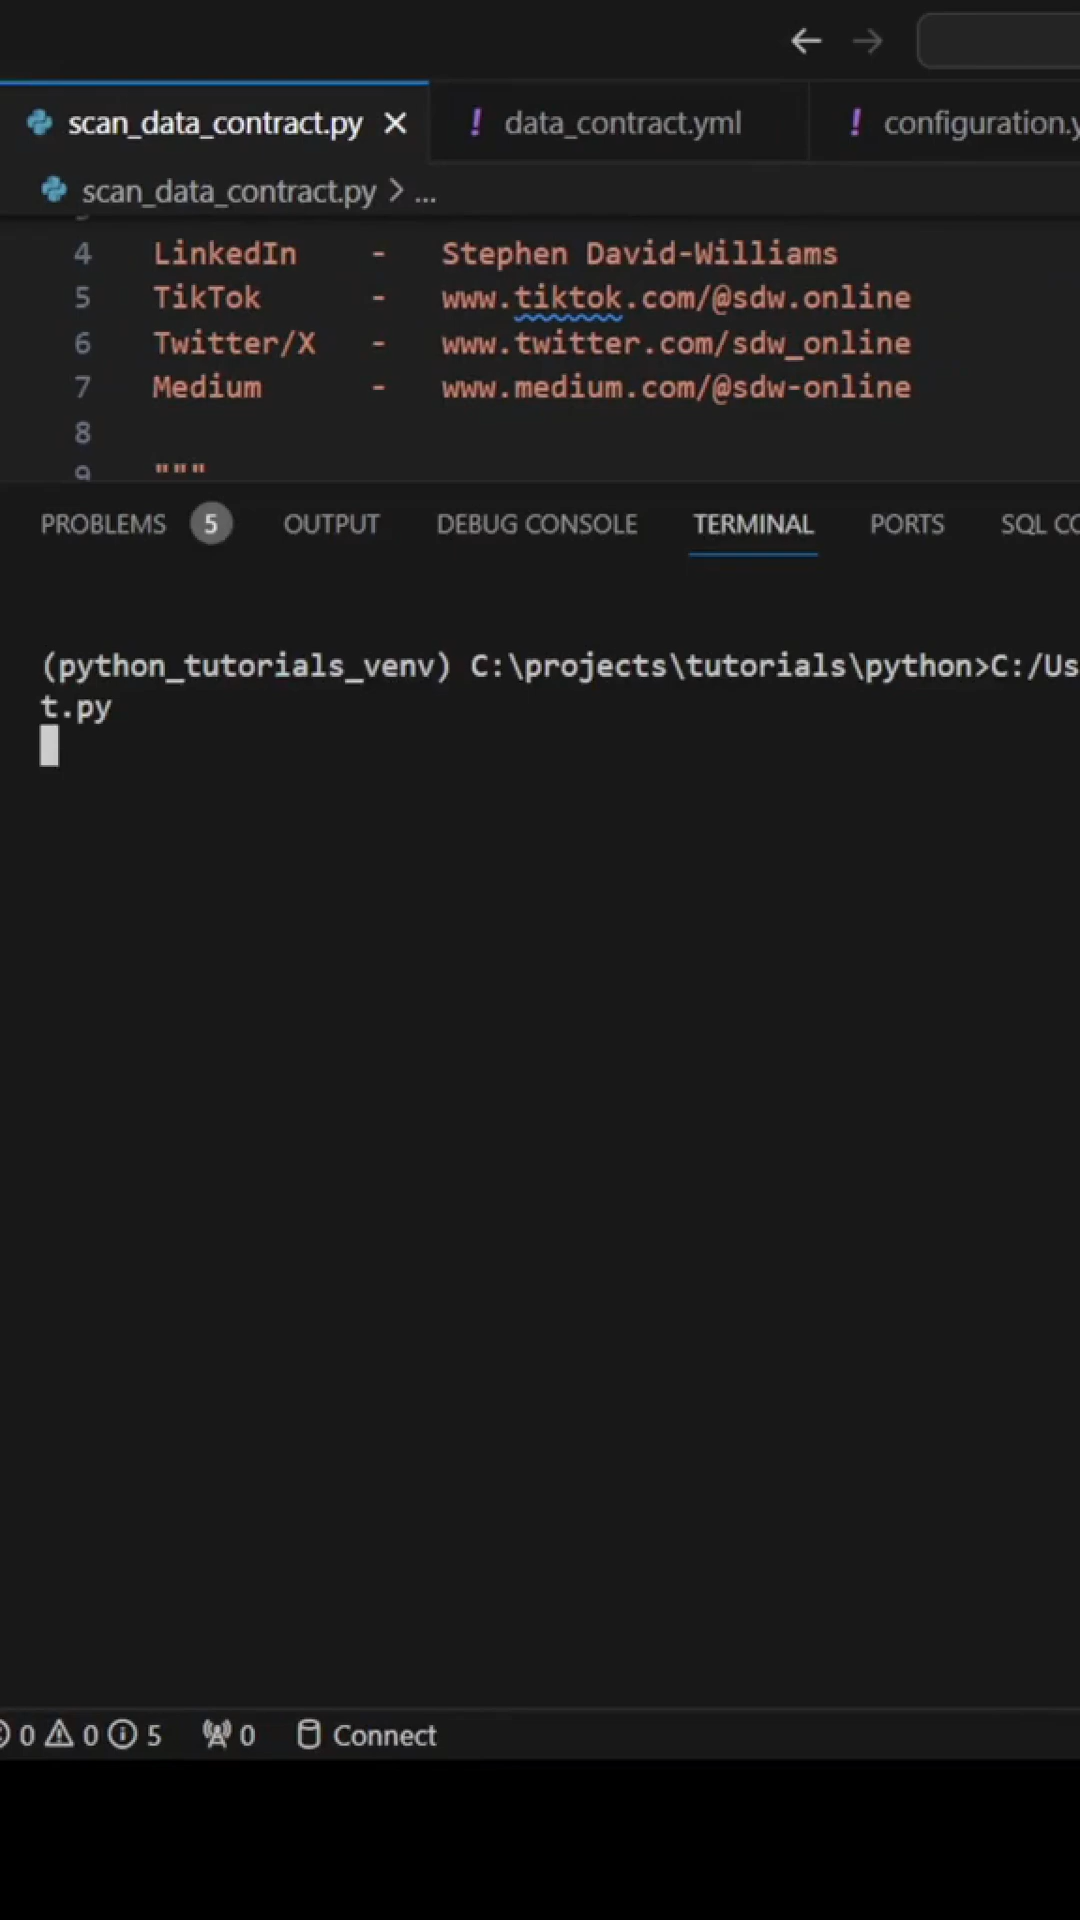 scan_data_contract.py
data_contract.yml
configuration.y
scan_data_contract.py > ...
4 LinkedIn - Stephen David-Williams
5 TikTok - www.tiktok.com/@sdw.online
6 Twitter/X - www.twitter.com/sdw_online
7 Medium - www.medium.com/@sdw-online
8
9 """
PROBLEMS 5 OUTPUT DEBUG CONSOLE TERMINAL PORTS SQL CO
(python_tutorials_venv) C:\projects\tutorials\python>C:/Us
t.py
0 0 5 0 Connect